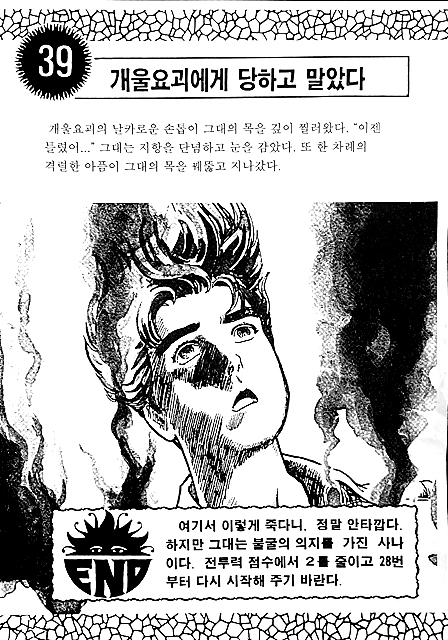 39
개울요괴에게 당하고 말았다
개울요괴의 날카로운 손톱이 그대의 목을 깊이 찔러왔다. "이젠
틀렸어..." 그대는 저항을 단념하고 눈을 감았다. 또 한 차례의
격렬한 아픔이 그대의 목을 꿰뚫고 지나갔다.
여기서 이렇게 죽다니, 정말 안타깝다.
하지만 그대는 불굴의 의지를 가진 사나
이다. 전투력 점수에서 2를 줄이고 28번
부터 다시 시작해 주기 바란다.
END